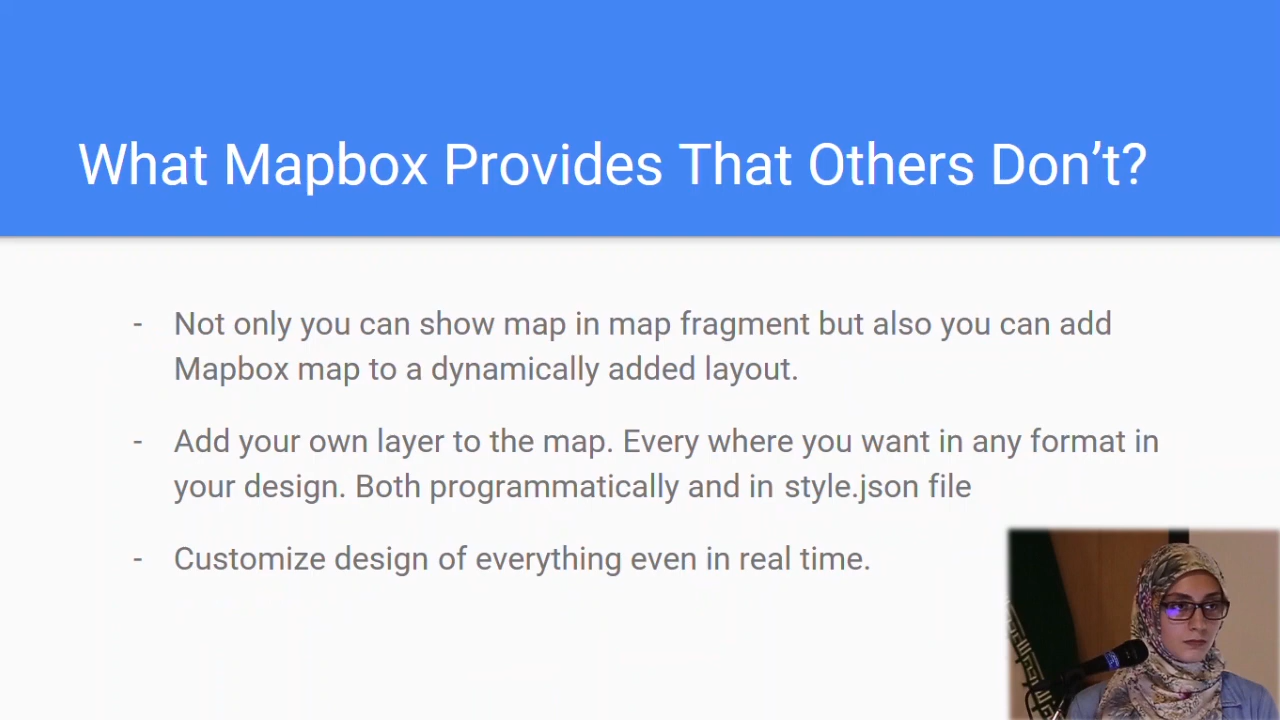 What Mapbox Provides That Others Don’t?
- Not only you can show map in map fragment but also you can add
Mapbox map to a dynamically added layout.
- Add your own layer to the map. Every where you want in any format in
your design. Both programmatically and in style.json file
- Customize design of everything even in real time.